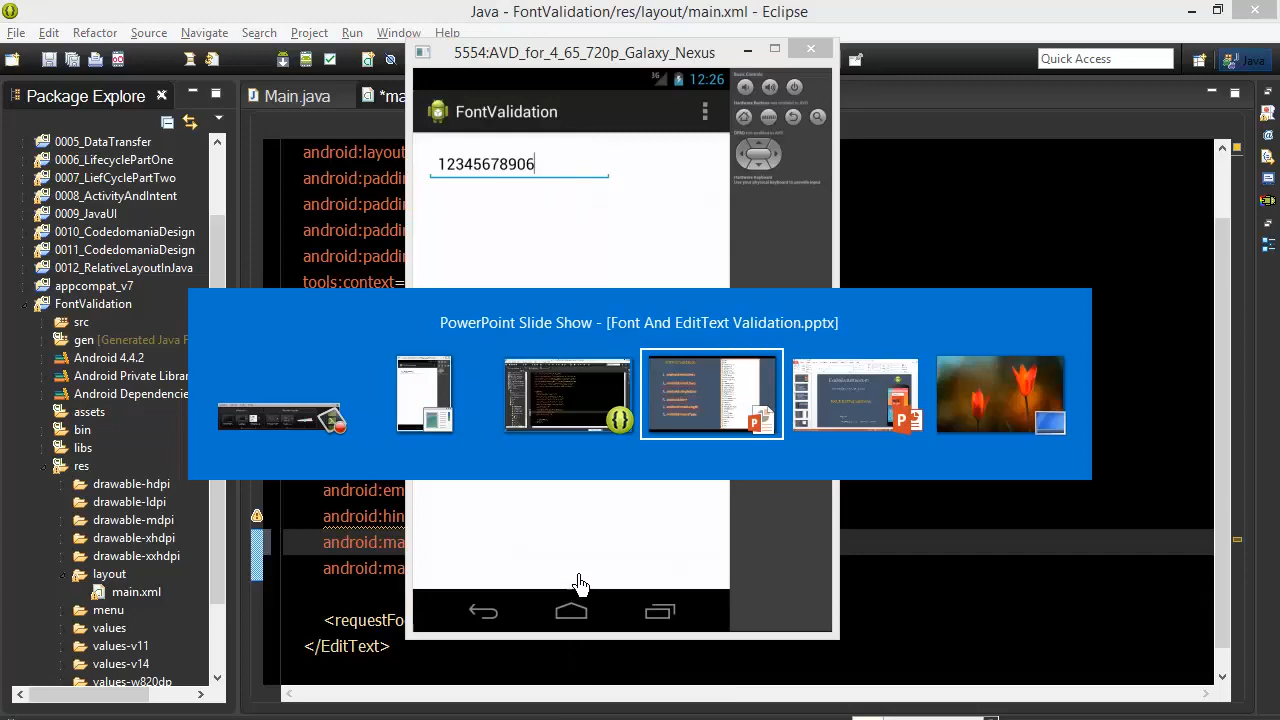 Java - FontValidation/res/layout/main.xml - Eclipse
File Edit Refactor Source Navigate Search Project Run Window Help
5554:AVD_for_4_65_720p_Galaxy_Nexus
Quick Access
Java
Package Explore
Main.java
*ma
0005_DataTransfer
0006_LifecyclePartOne
0007_LiefCyclePartTwo
0008_ActivityAndIntent
0009_JavaUI
0010_CodedomaniaDesign
0011_CodedomaniaDesign
0012_RelativeLayoutInJava
appcompat_v7
FontValidation
src
gen [Generated Java F
Android 4.4.2
Android Private Librar
Android Dependencie
assets
bin
libs
res
drawable-hdpi
drawable-ldpi
drawable-mdpi
drawable-xhdpi
drawable-xxhdpi
layout
main.xml
menu
values
values-v11
values-v14
values-w820dp
android:layout
android:paddi
android:paddi
android:paddi
android:paddi
tools:context=
android:em
android:hin
android:ma
android:ma
<requestFo
</EditText>
3G 12:26
FontValidation
12345678906
PowerPoint Slide Show - [Font And EditText Validation.pptx]